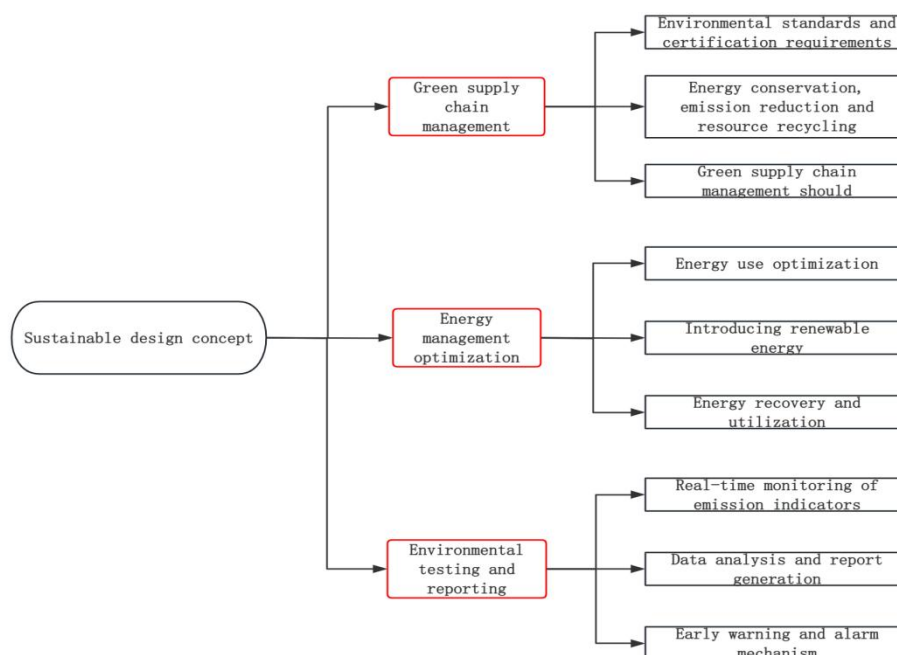 Environmental standards and
certification requirements
Green supply
chain
management
Energy conservation,
emission reduction and
resource recycling
Green supply chain
management should
Energy use optimization
Sustainable design concept
Energy
management
optimization
Introducing renewable
energy
Energy recovery and
utilization
Real-time monitoring of
emission indicators
Environmental
testing and
reporting
Data analysis and report
generation
Early warning and alarm
mechanism